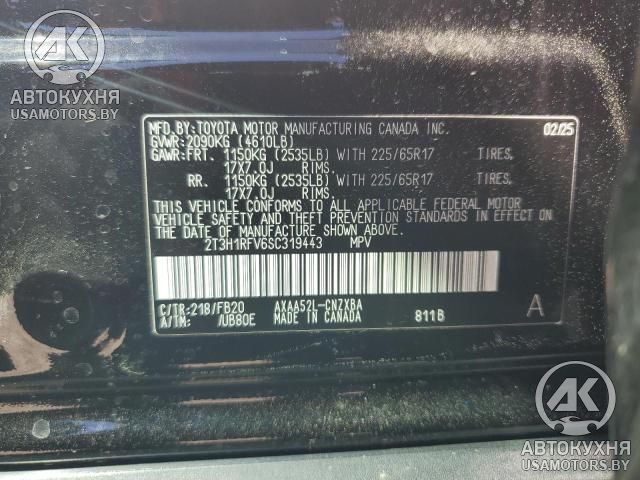 АК
АВТОКУХНЯ
USAMOTORS.BY
MFD.BY:TOYOTA MOTOR MANUFACTURING CANADA INC. 02/25
GVWR:2090KG (4610LB)
GAWR:FRT. 1150KG (2535LB) WITH 225/65R17 TIRES,
17X7.0J RIMS.
RR. 1150KG (2535LB) WITH 225/65R17 TIRES,
17X7.0J RIMS.
THIS VEHICLE CONFORMS TO ALL APPLICABLE FEDERAL MOTOR
VEHICLE SAFETY AND THEFT PREVENTION STANDARDS IN EFFECT ON
THE DATE OF MANUFACTURE SHOWN ABOVE.
2T3H1RFV6SC319443 MPV
C/TR:218/FB20 AXAA52L-CNZXBA A
A/TM: /UB80E MADE IN CANADA 811B
АК
АВТОКУХНЯ
USAMOTORS.BY